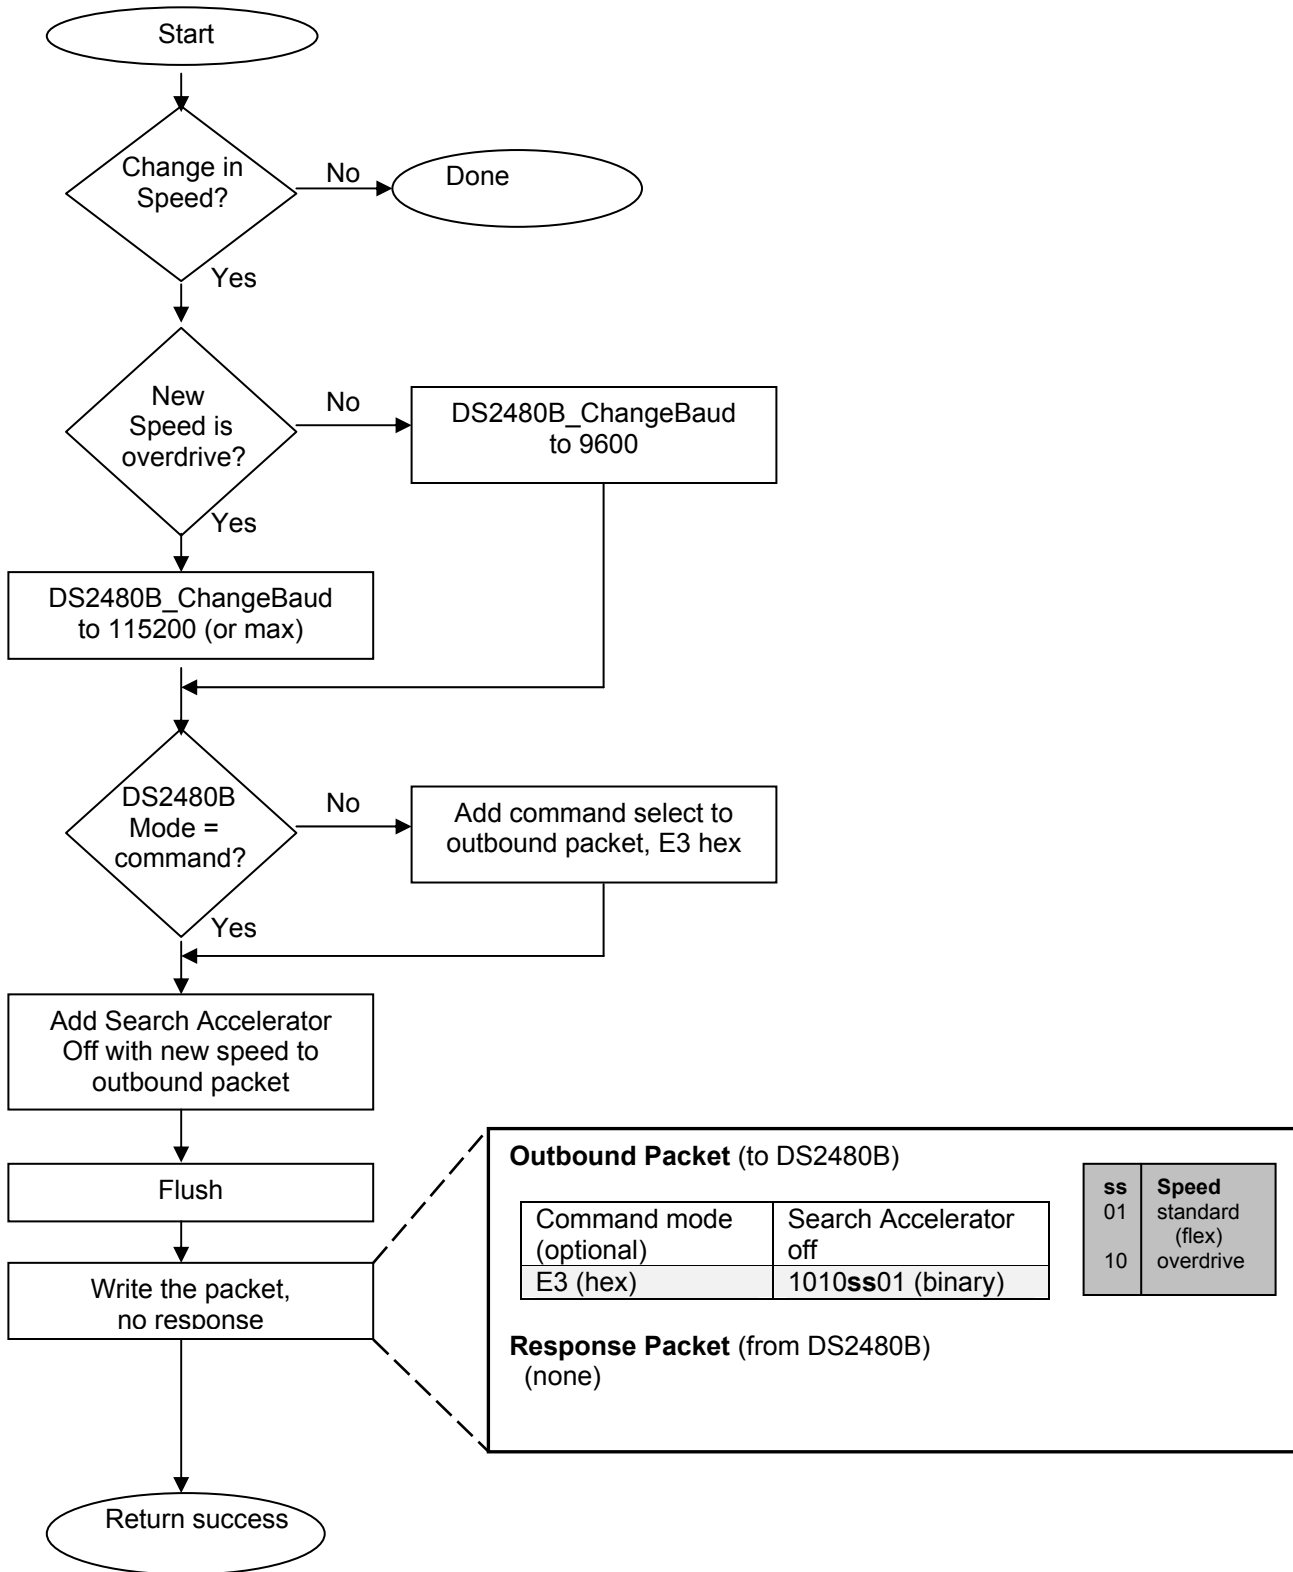 Start
Change in
Speed?
No
Done
Yes
New
Speed is
overdrive?
No
DS2480B_ChangeBaud
to 9600
Yes
DS2480B_ChangeBaud
to 115200 (or max)
DS2480B
Mode =
command?
No
Add command select to
outbound packet, E3 hex
Yes
Add Search Accelerator
Off with new speed to
outbound packet
Flush
Write the packet,
no response
Outbound Packet (to DS2480B)
Command mode
(optional)
Search Accelerator
off
E3 (hex)
1010ss01 (binary)
ss Speed
01 standard
(flex)
10 overdrive
Response Packet (from DS2480B)
(none)
Return success